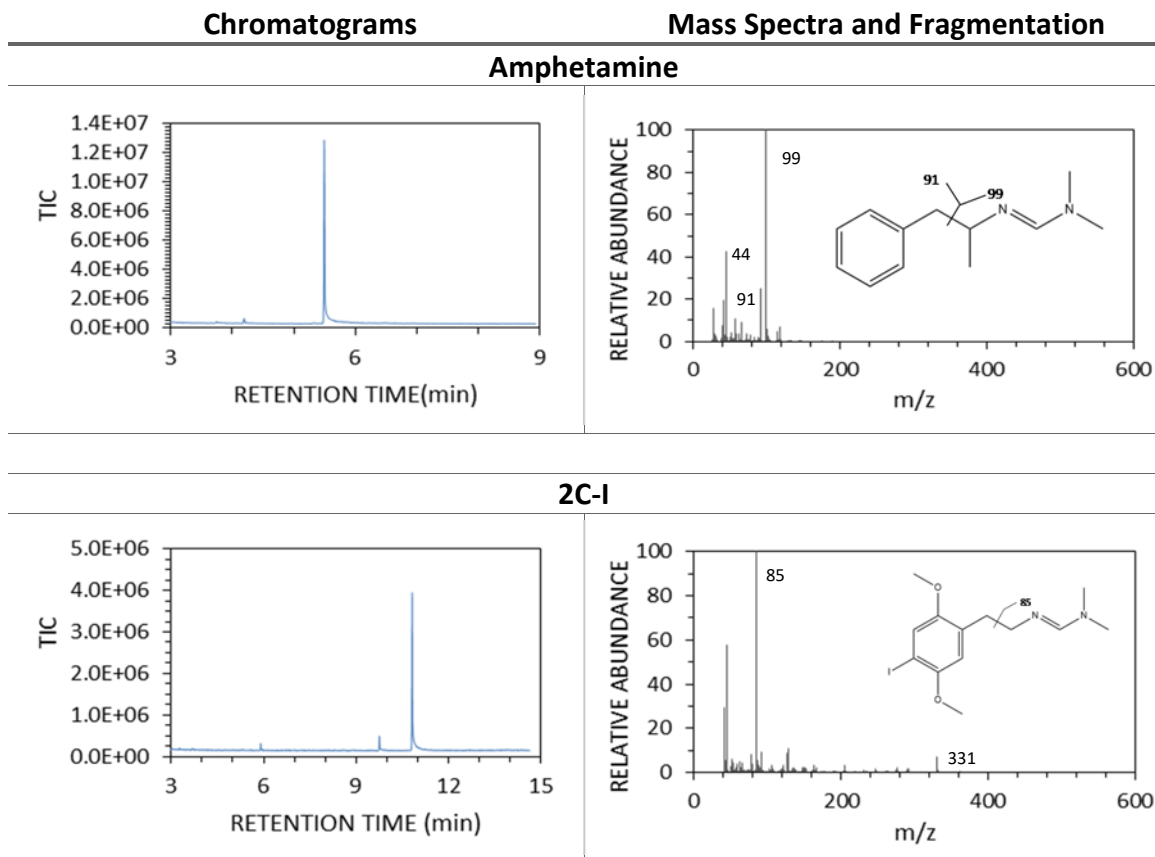 Chromatograms
Mass Spectra and Fragmentation
Amphetamine
1.4E+07
1.2E+07
1.0E+07
8.0E+06
6.0E+06
4.0E+06
2.0E+06
0.0E+00
TIC
3 6 9
RETENTION TIME(min)
100
80
60
40
20
0
RELATIVE ABUNDANCE
99
44
91
91
99
N
N
0 200 400 600
m/z
2C-I
5.0E+06
4.0E+06
3.0E+06
2.0E+06
1.0E+06
0.0E+00
TIC
3 6 9 12 15
RETENTION TIME (min)
100
80
60
40
20
0
RELATIVE ABUNDANCE
85
O
85
N
N
I
O
331
0 200 400 600
m/z